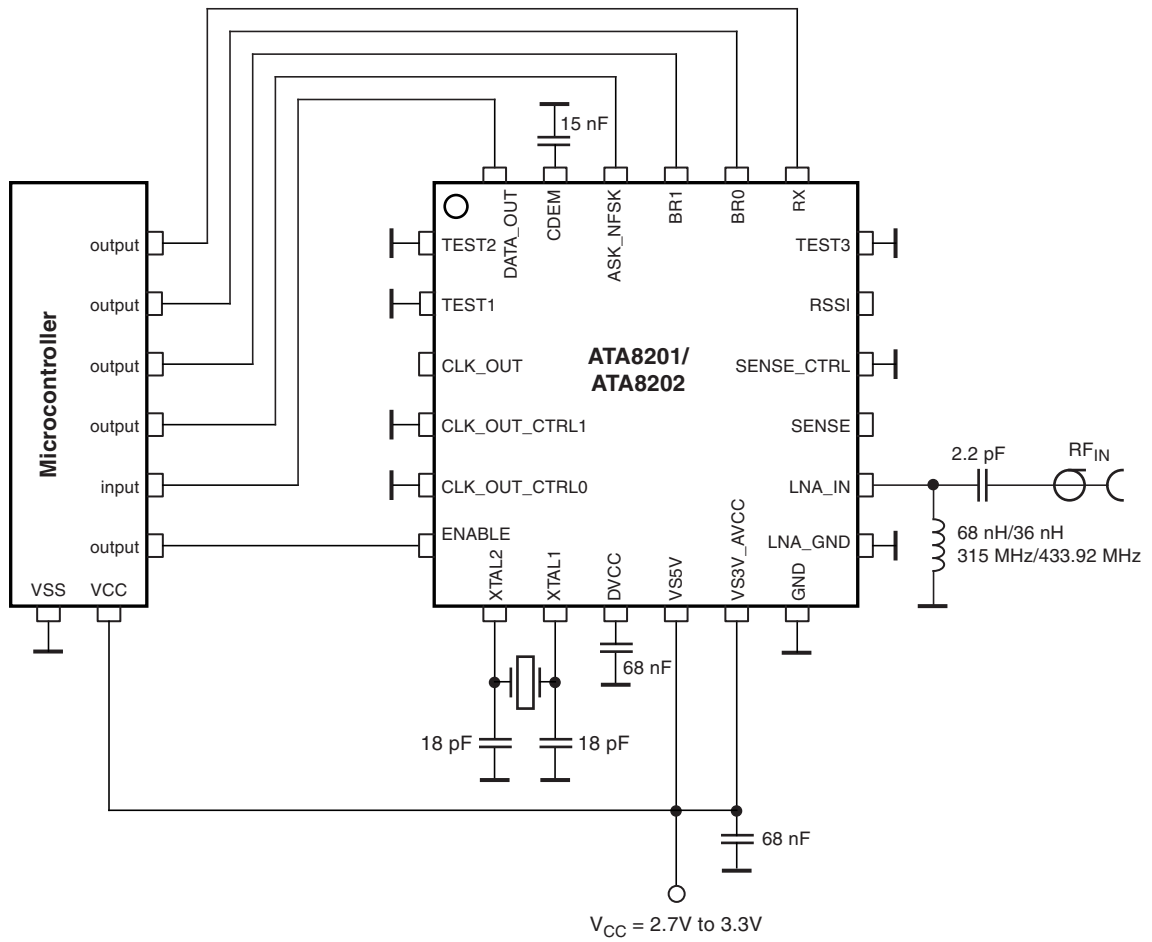 15 nF
DATA_OUT
CDEM
ASK_NFSK
BR1
BR0
RX
output
output
output
output
input
output
Microcontroller
VSS
VCC
TEST2
TEST1
CLK_OUT
CLK_OUT_CTRL1
CLK_OUT_CTRL0
ENABLE
ATA8201/
ATA8202
TEST3
RSSI
SENSE_CTRL
SENSE
LNA_IN
LNA_GND
XTAL2
XTAL1
DVCC
VS5V
VS3V_AVCC
GND
2.2 pF
RFIN
68 nH/36 nH
315 MHz/433.92 MHz
68 nF
18 pF
18 pF
68 nF
VCC = 2.7V to 3.3V